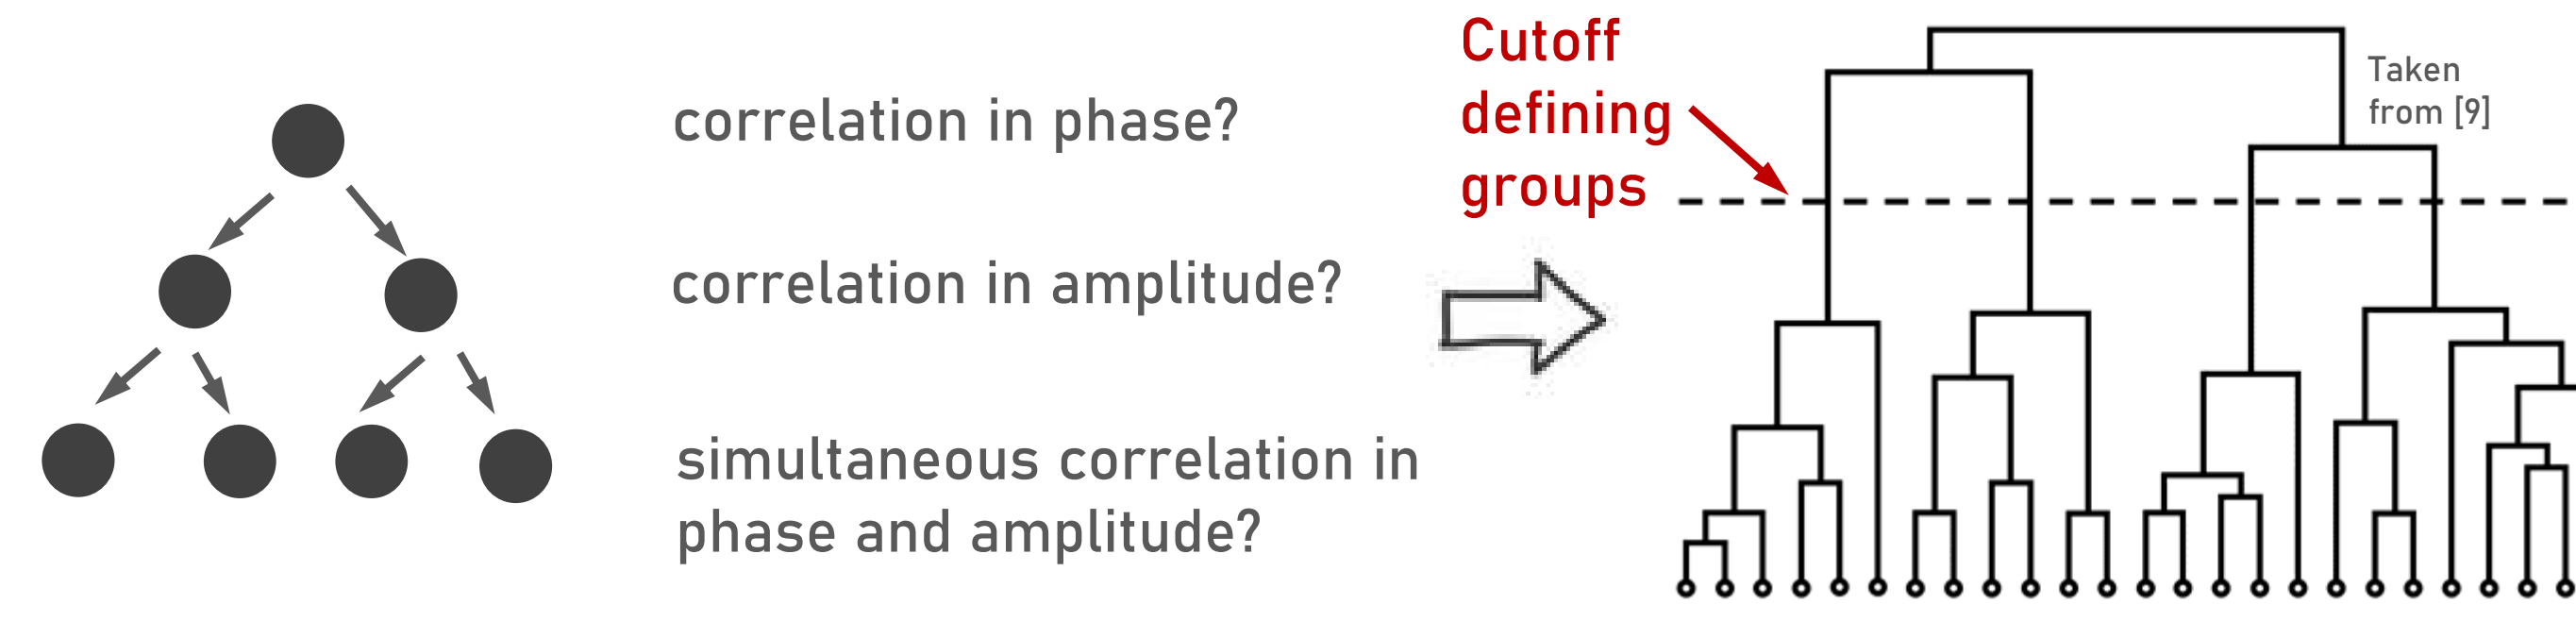 correlation in phase?
correlation in amplitude?
simultaneous correlation in
phase and amplitude?
Cutoff
defining
groups
Taken
from [9]